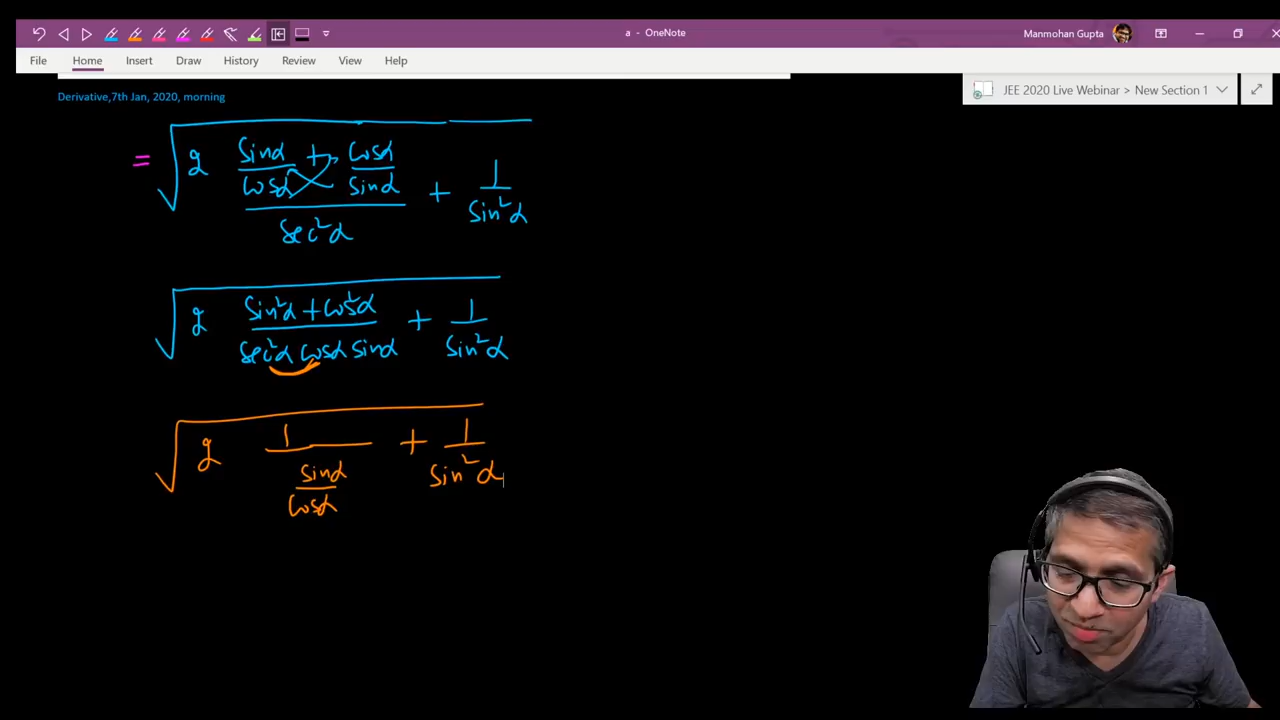 a - OneNote
Manmohan Gupta
File Home Insert Draw History Review View Help
JEE 2020 Live Webinar > New Section 1
Derivative,7th Jan, 2020, morning
= √(2 (sinα/cosα + cosα/sinα)/sec²α + 1/sin²α)
√(2 (sin²α + cos²α)/(sec²α cosα sinα) + 1/sin²α)
√(2 1/(sinα/cosα) + 1/sin²α)